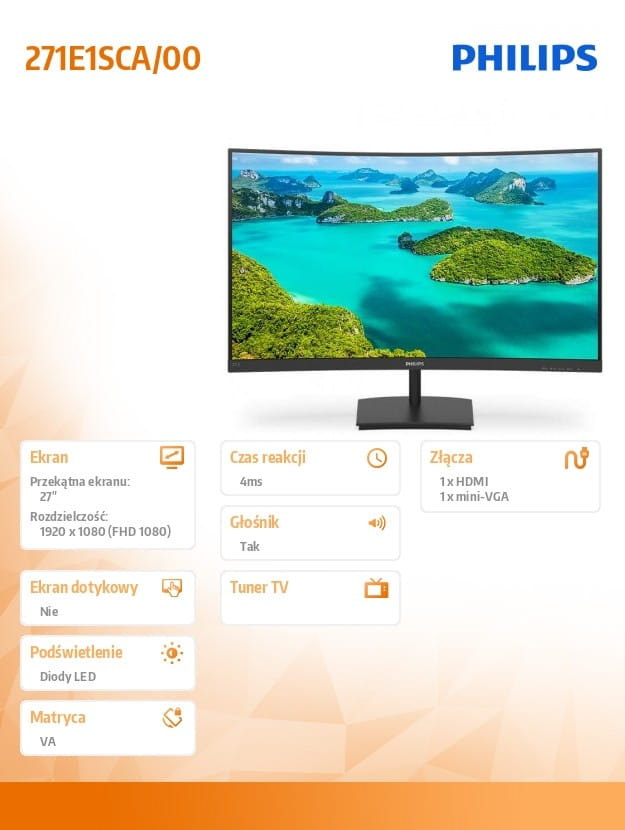 271E1SCA/00
PHILIPS
PHILIPS
Ekran
Przekątna ekranu:
27"
Rozdzielczość:
1920 x 1080 (FHD 1080)
Czas reakcji
4ms
Złącza
1 x HDMI
1 x mini-VGA
Głośnik
Tak
Ekran dotykowy
Nie
Tuner TV
Podświetlenie
Diody LED
Matryca
VA